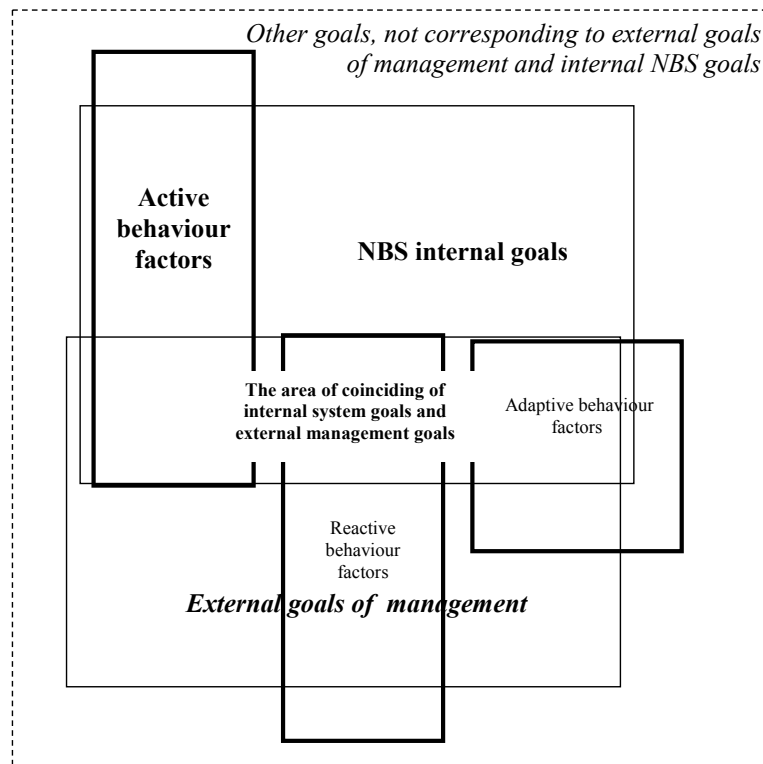 Other goals, not corresponding to external goals
of management and internal NBS goals
Active
behaviour
factors
NBS internal goals
The area of coinciding of
internal system goals and
external management goals
Adaptive behaviour
factors
Reactive
behaviour
factors
External goals of management